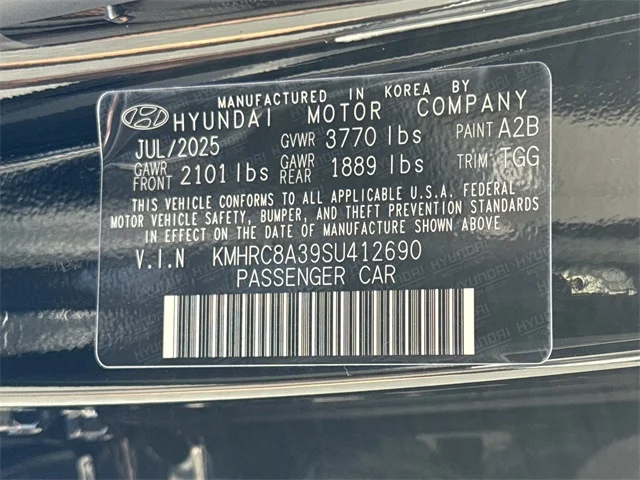 MANUFACTURED IN KOREA BY
HYUNDAI MOTOR COMPANY
JUL/2025 GVWR 3770 lbs PAINT A2B
GAWR FRONT 2101 lbs GAWR REAR 1889 lbs TRIM TGG
THIS VEHICLE CONFORMS TO ALL APPLICABLE U.S.A. FEDERAL
MOTOR VEHICLE SAFETY, BUMPER, AND THEFT PREVENTION STANDARDS
IN EFFECT ON THE DATE OF MANUFACTURE SHOWN ABOVE.
V.I.N KMHRC8A39SU412690
PASSENGER CAR